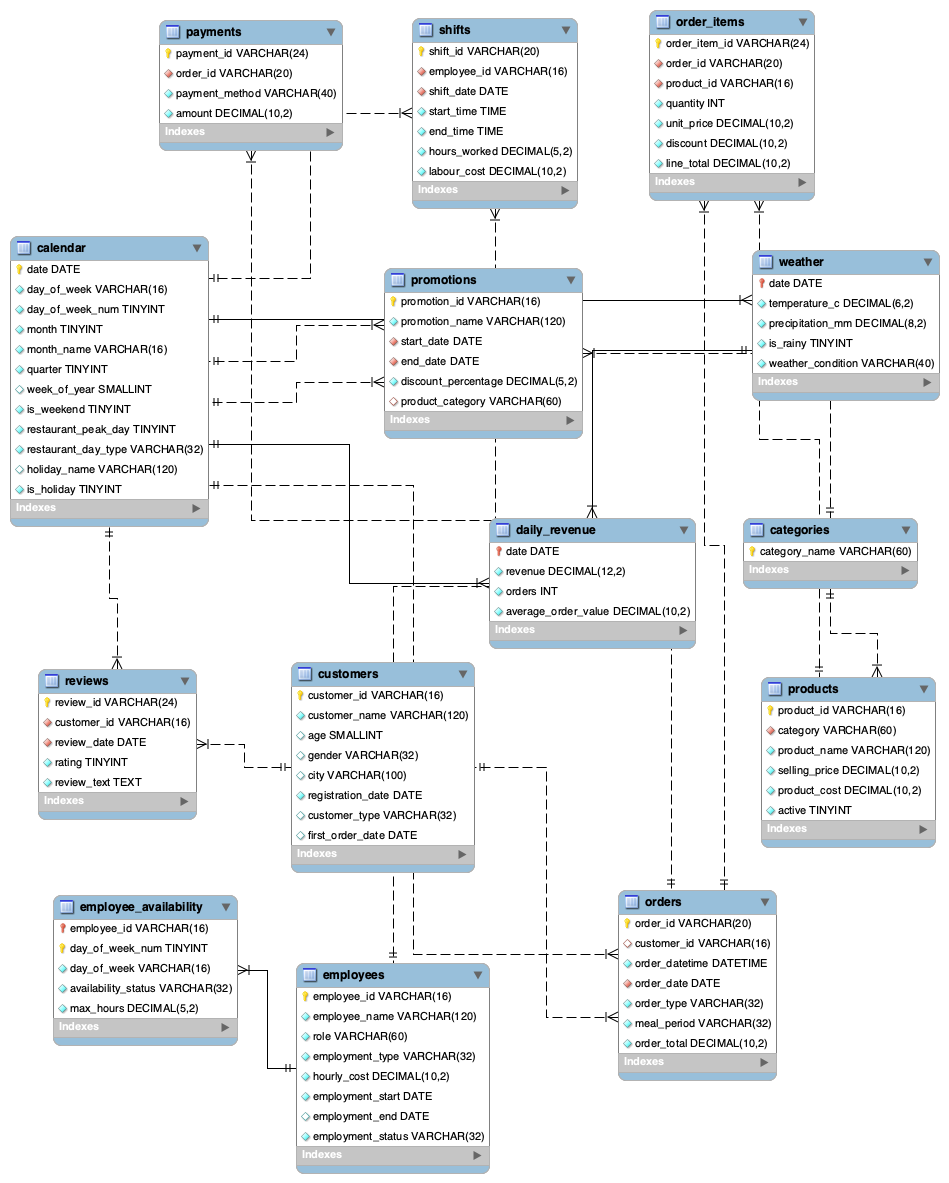 payments
payment_id VARCHAR(24)
order_id VARCHAR(20)
payment_method VARCHAR(40)
amount DECIMAL(10,2)
Indexes
shifts
shift_id VARCHAR(20)
employee_id VARCHAR(16)
shift_date DATE
start_time TIME
end_time TIME
hours_worked DECIMAL(5,2)
labour_cost DECIMAL(10,2)
Indexes
order_items
order_item_id VARCHAR(24)
order_id VARCHAR(20)
product_id VARCHAR(16)
quantity INT
unit_price DECIMAL(10,2)
discount DECIMAL(10,2)
line_total DECIMAL(10,2)
Indexes
calendar
date DATE
day_of_week VARCHAR(16)
day_of_week_num TINYINT
month TINYINT
month_name VARCHAR(16)
quarter TINYINT
week_of_year SMALLINT
is_weekend TINYINT
restaurant_peak_day TINYINT
restaurant_day_type VARCHAR(32)
holiday_name VARCHAR(120)
is_holiday TINYINT
Indexes
promotions
promotion_id VARCHAR(16)
promotion_name VARCHAR(120)
start_date DATE
end_date DATE
discount_percentage DECIMAL(5,2)
product_category VARCHAR(60)
Indexes
weather
date DATE
temperature_c DECIMAL(6,2)
precipitation_mm DECIMAL(8,2)
is_rainy TINYINT
weather_condition VARCHAR(40)
Indexes
daily_revenue
date DATE
revenue DECIMAL(12,2)
orders INT
average_order_value DECIMAL(10,2)
Indexes
categories
category_name VARCHAR(60)
Indexes
reviews
review_id VARCHAR(24)
customer_id VARCHAR(16)
review_date DATE
rating TINYINT
review_text TEXT
Indexes
customers
customer_id VARCHAR(16)
customer_name VARCHAR(120)
age SMALLINT
gender VARCHAR(32)
city VARCHAR(100)
registration_date DATE
customer_type VARCHAR(32)
first_order_date DATE
Indexes
products
product_id VARCHAR(16)
category VARCHAR(60)
product_name VARCHAR(120)
selling_price DECIMAL(10,2)
product_cost DECIMAL(10,2)
active TINYINT
Indexes
employee_availability
employee_id VARCHAR(16)
day_of_week_num TINYINT
day_of_week VARCHAR(16)
availability_status VARCHAR(32)
max_hours DECIMAL(5,2)
Indexes
employees
employee_id VARCHAR(16)
employee_name VARCHAR(120)
role VARCHAR(60)
employment_type VARCHAR(32)
hourly_cost DECIMAL(10,2)
employment_start DATE
employment_end DATE
employment_status VARCHAR(32)
Indexes
orders
order_id VARCHAR(20)
customer_id VARCHAR(16)
order_datetime DATETIME
order_date DATE
order_type VARCHAR(32)
meal_period VARCHAR(32)
order_total DECIMAL(10,2)
Indexes